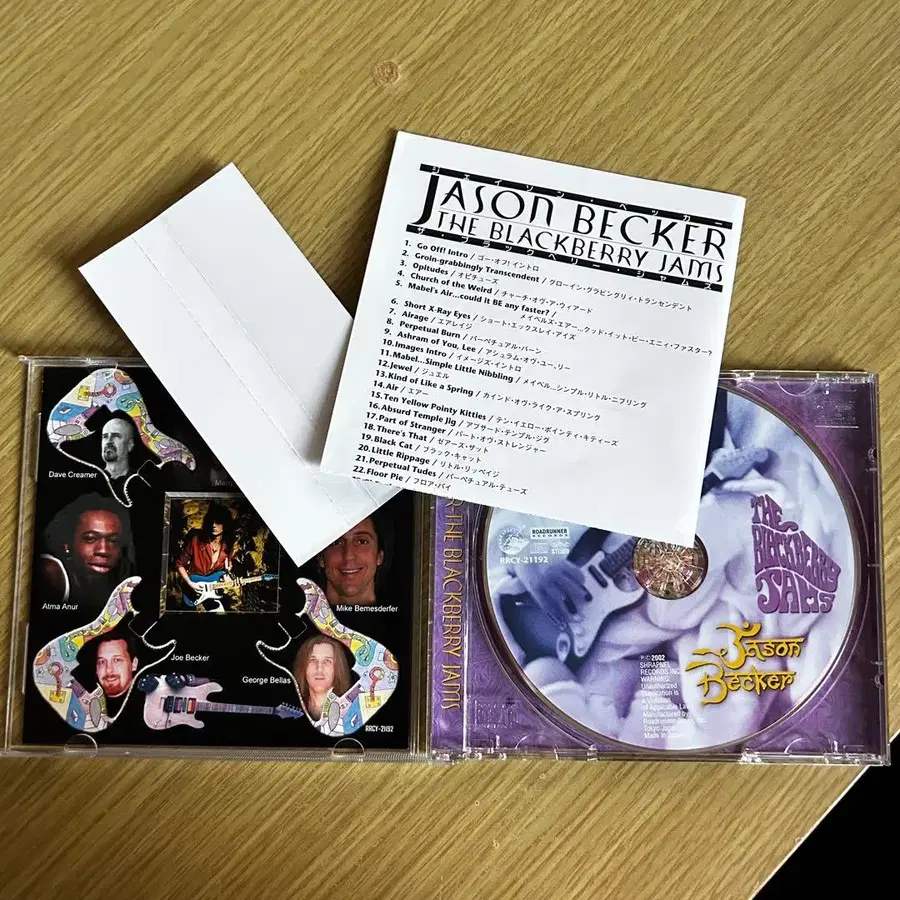 ジェイソン・ベッカー
JASON BECKER
THE BLACKBERRY JAMS
ザ・ブラックベリー・ジャムズ
1. Go Off! Intro / ゴー・オフ! イントロ
2. Groin-grabbingly Transcendent / グローイン・グラビングリィ・トランセンデント
3. Opitudes / オピチューズ
4. Church of the Weird / チャーチ・オヴ・ア・ウィアード
5. Mabel's Air...could it BE any faster? /
メイベルズ・エアー...クッド・イット・ビー・エニィ・ファスター?
6. Short X-Ray Eyes / ショート・エックスレイ・アイズ
7. Airage / エアレイジ
8. Perpetual Burn / パーペチュアル・バーン
9. Ashram of You, Lee / アシュラム・オヴ・ユー、リー
10. Images Intro / イメージズ・イントロ
11. Mabel...Simple Little Nibbling / メイベル...シンプル・リトル・ニブリング
12. Jewel / ジュエル
13. Kind of Like a Spring / カインド・オヴ・ライク・ア・スプリング
14. Air / エアー
15. Ten Yellow Pointy Kitties / テン・イエロー・ポインティ・キティーズ
16. Absurd Temple Jig / アブサード・テンプル・ジグ
17. Part of Stranger / パート・オヴ・ストレンジャー
18. There's That / ゼアーズ・ザット
19. Black Cat / ブラック・キャット
20. Little Rippage / リトル・リッペイジ
21. Perpetual Tudes / パーペチュアル・テューズ
22. Floor Pie / フロア・パイ
Dave Creamer
Atma Anur
Mike Bemesderfer
Joe Becker
George Bellas
RRCY-21192
THE BLACKBERRY JAMS
ROADRUNNER
RECORDS
RRCY-21192
STEREO
THE
BLACKBERRY
JAMS
Jason
Becker
P.© 2002
SHRAPNEL
RECORDS INC.
WARNING:
Unauthorized
Duplication is
a Violation
of Applicable Law
Manufactured by
Tokyo Japan
Made in Japan